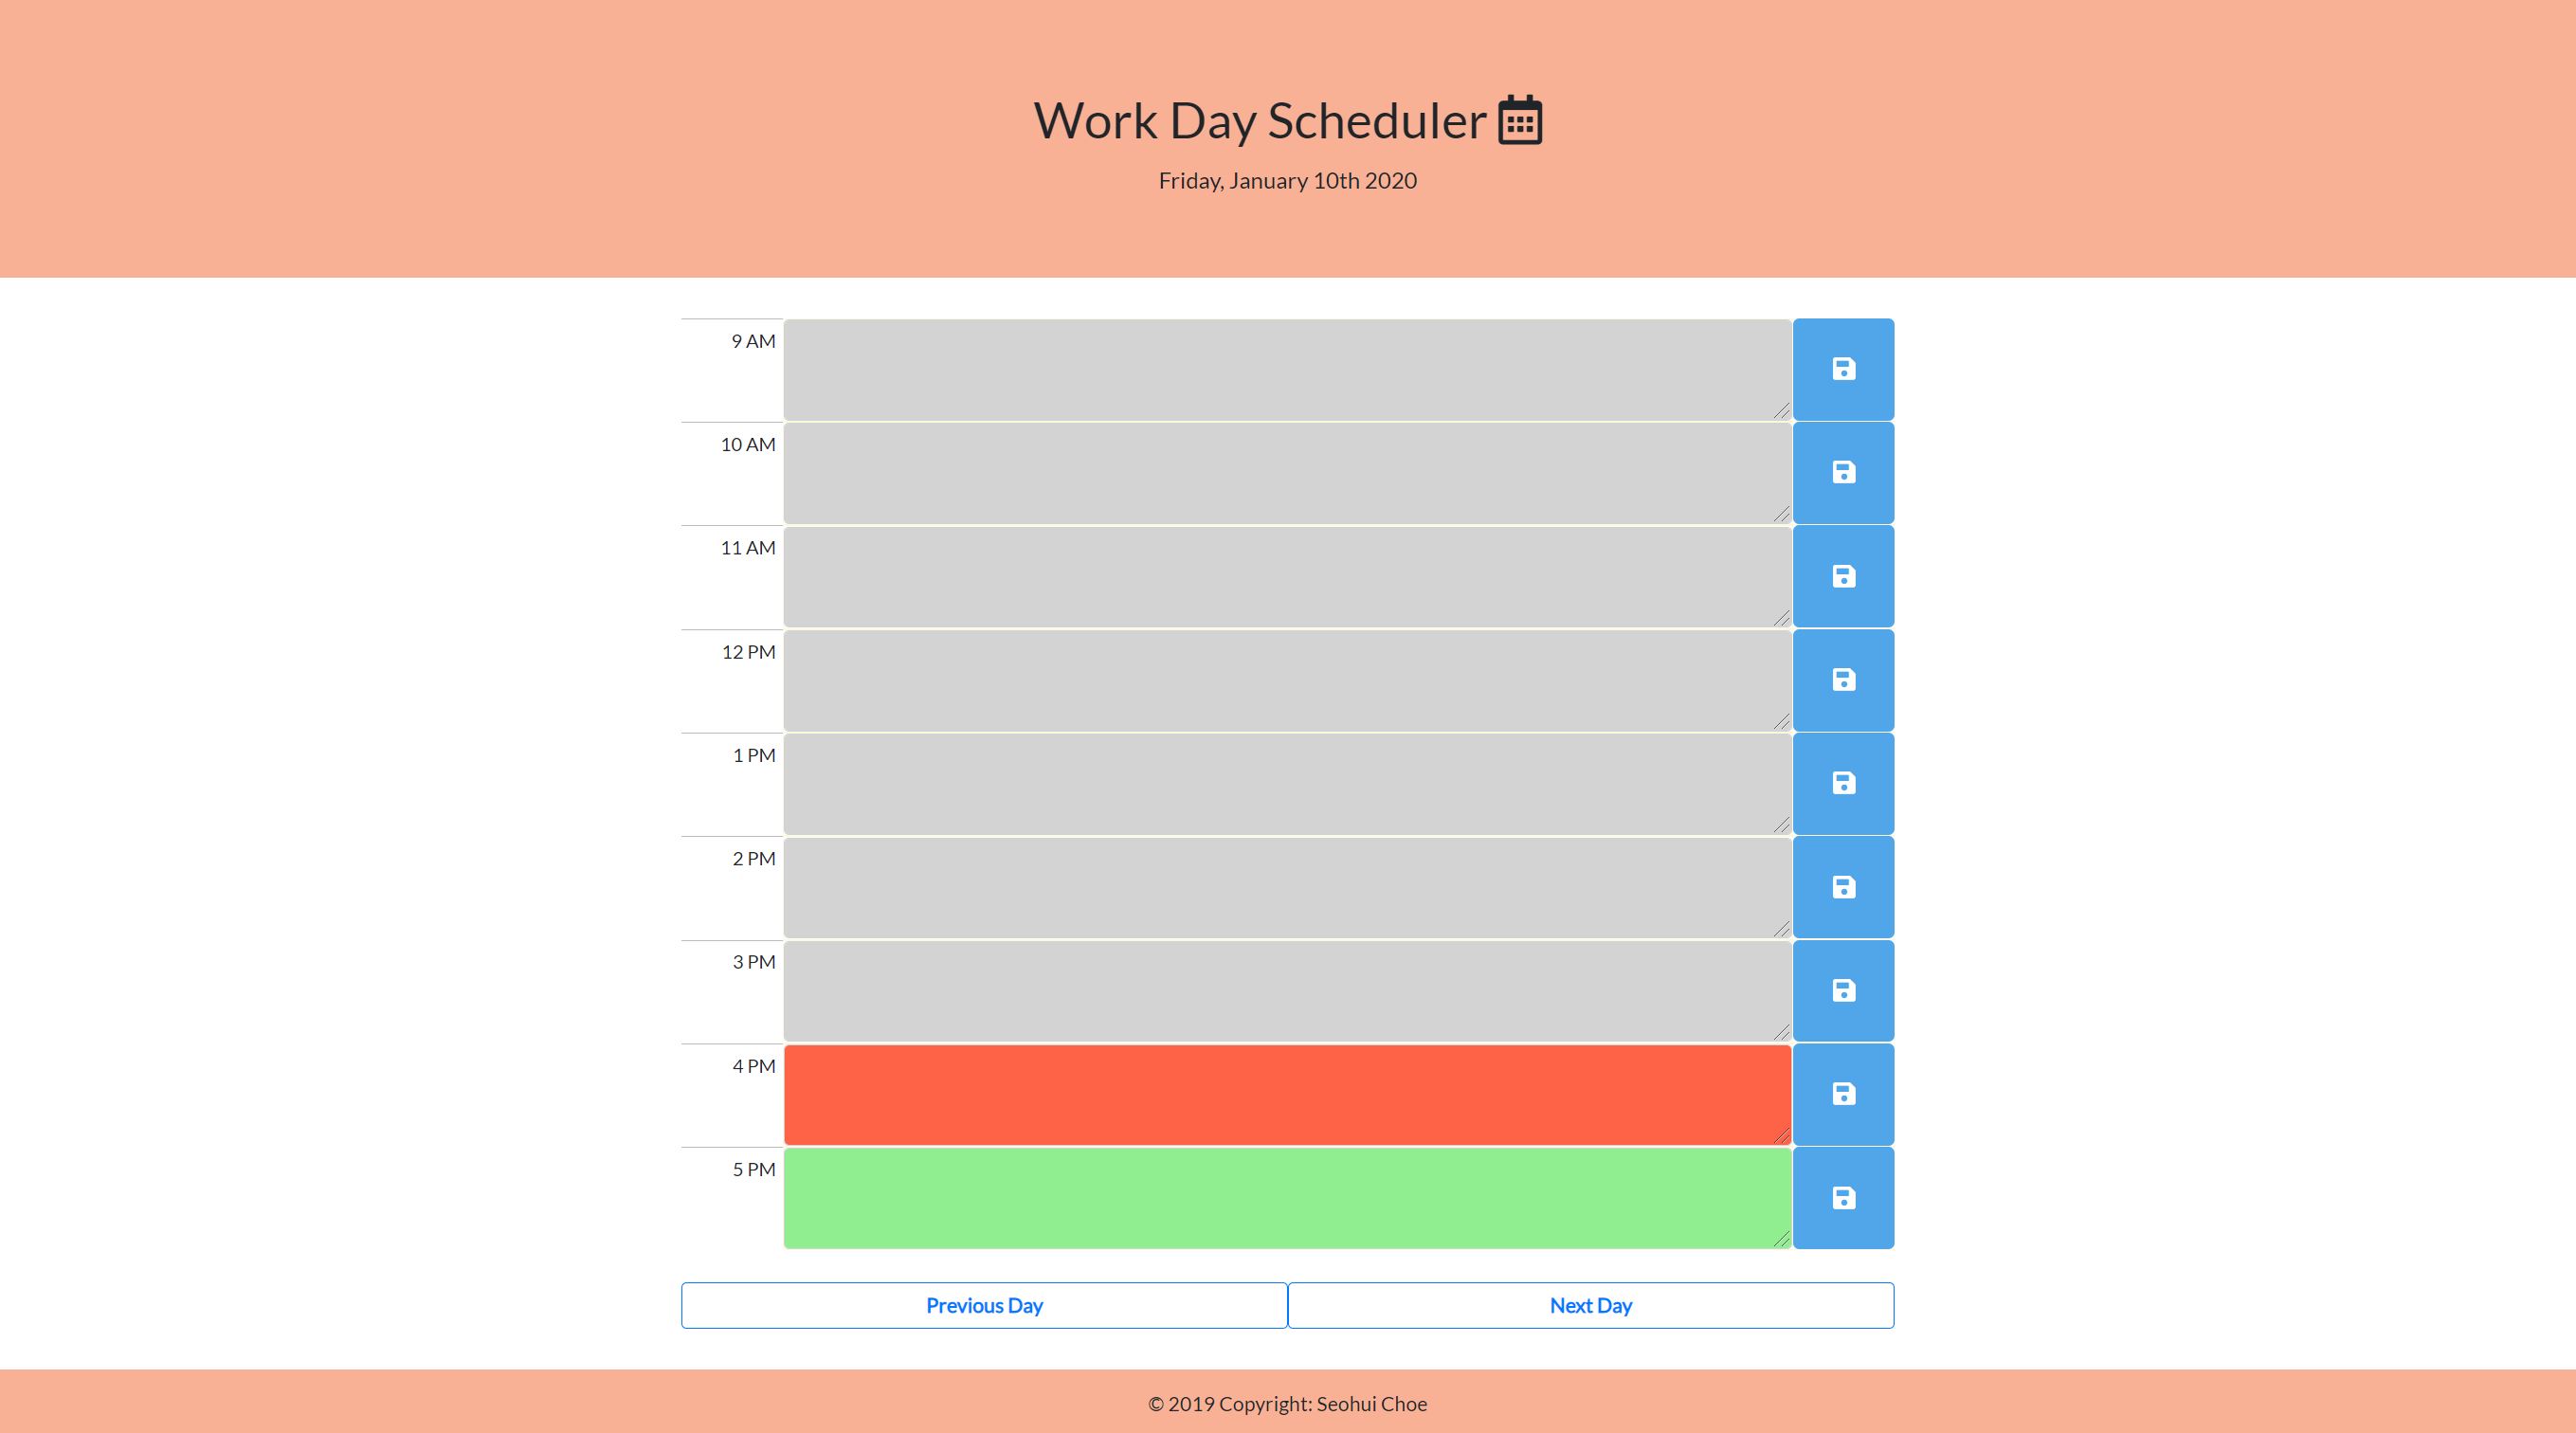 Work Day Scheduler
Friday, January 10th 2020
9 AM
10 AM
11 AM
12 PM
1 PM
2 PM
3 PM
4 PM
5 PM
Previous Day
Next Day
© 2019 Copyright: Seohui Choe